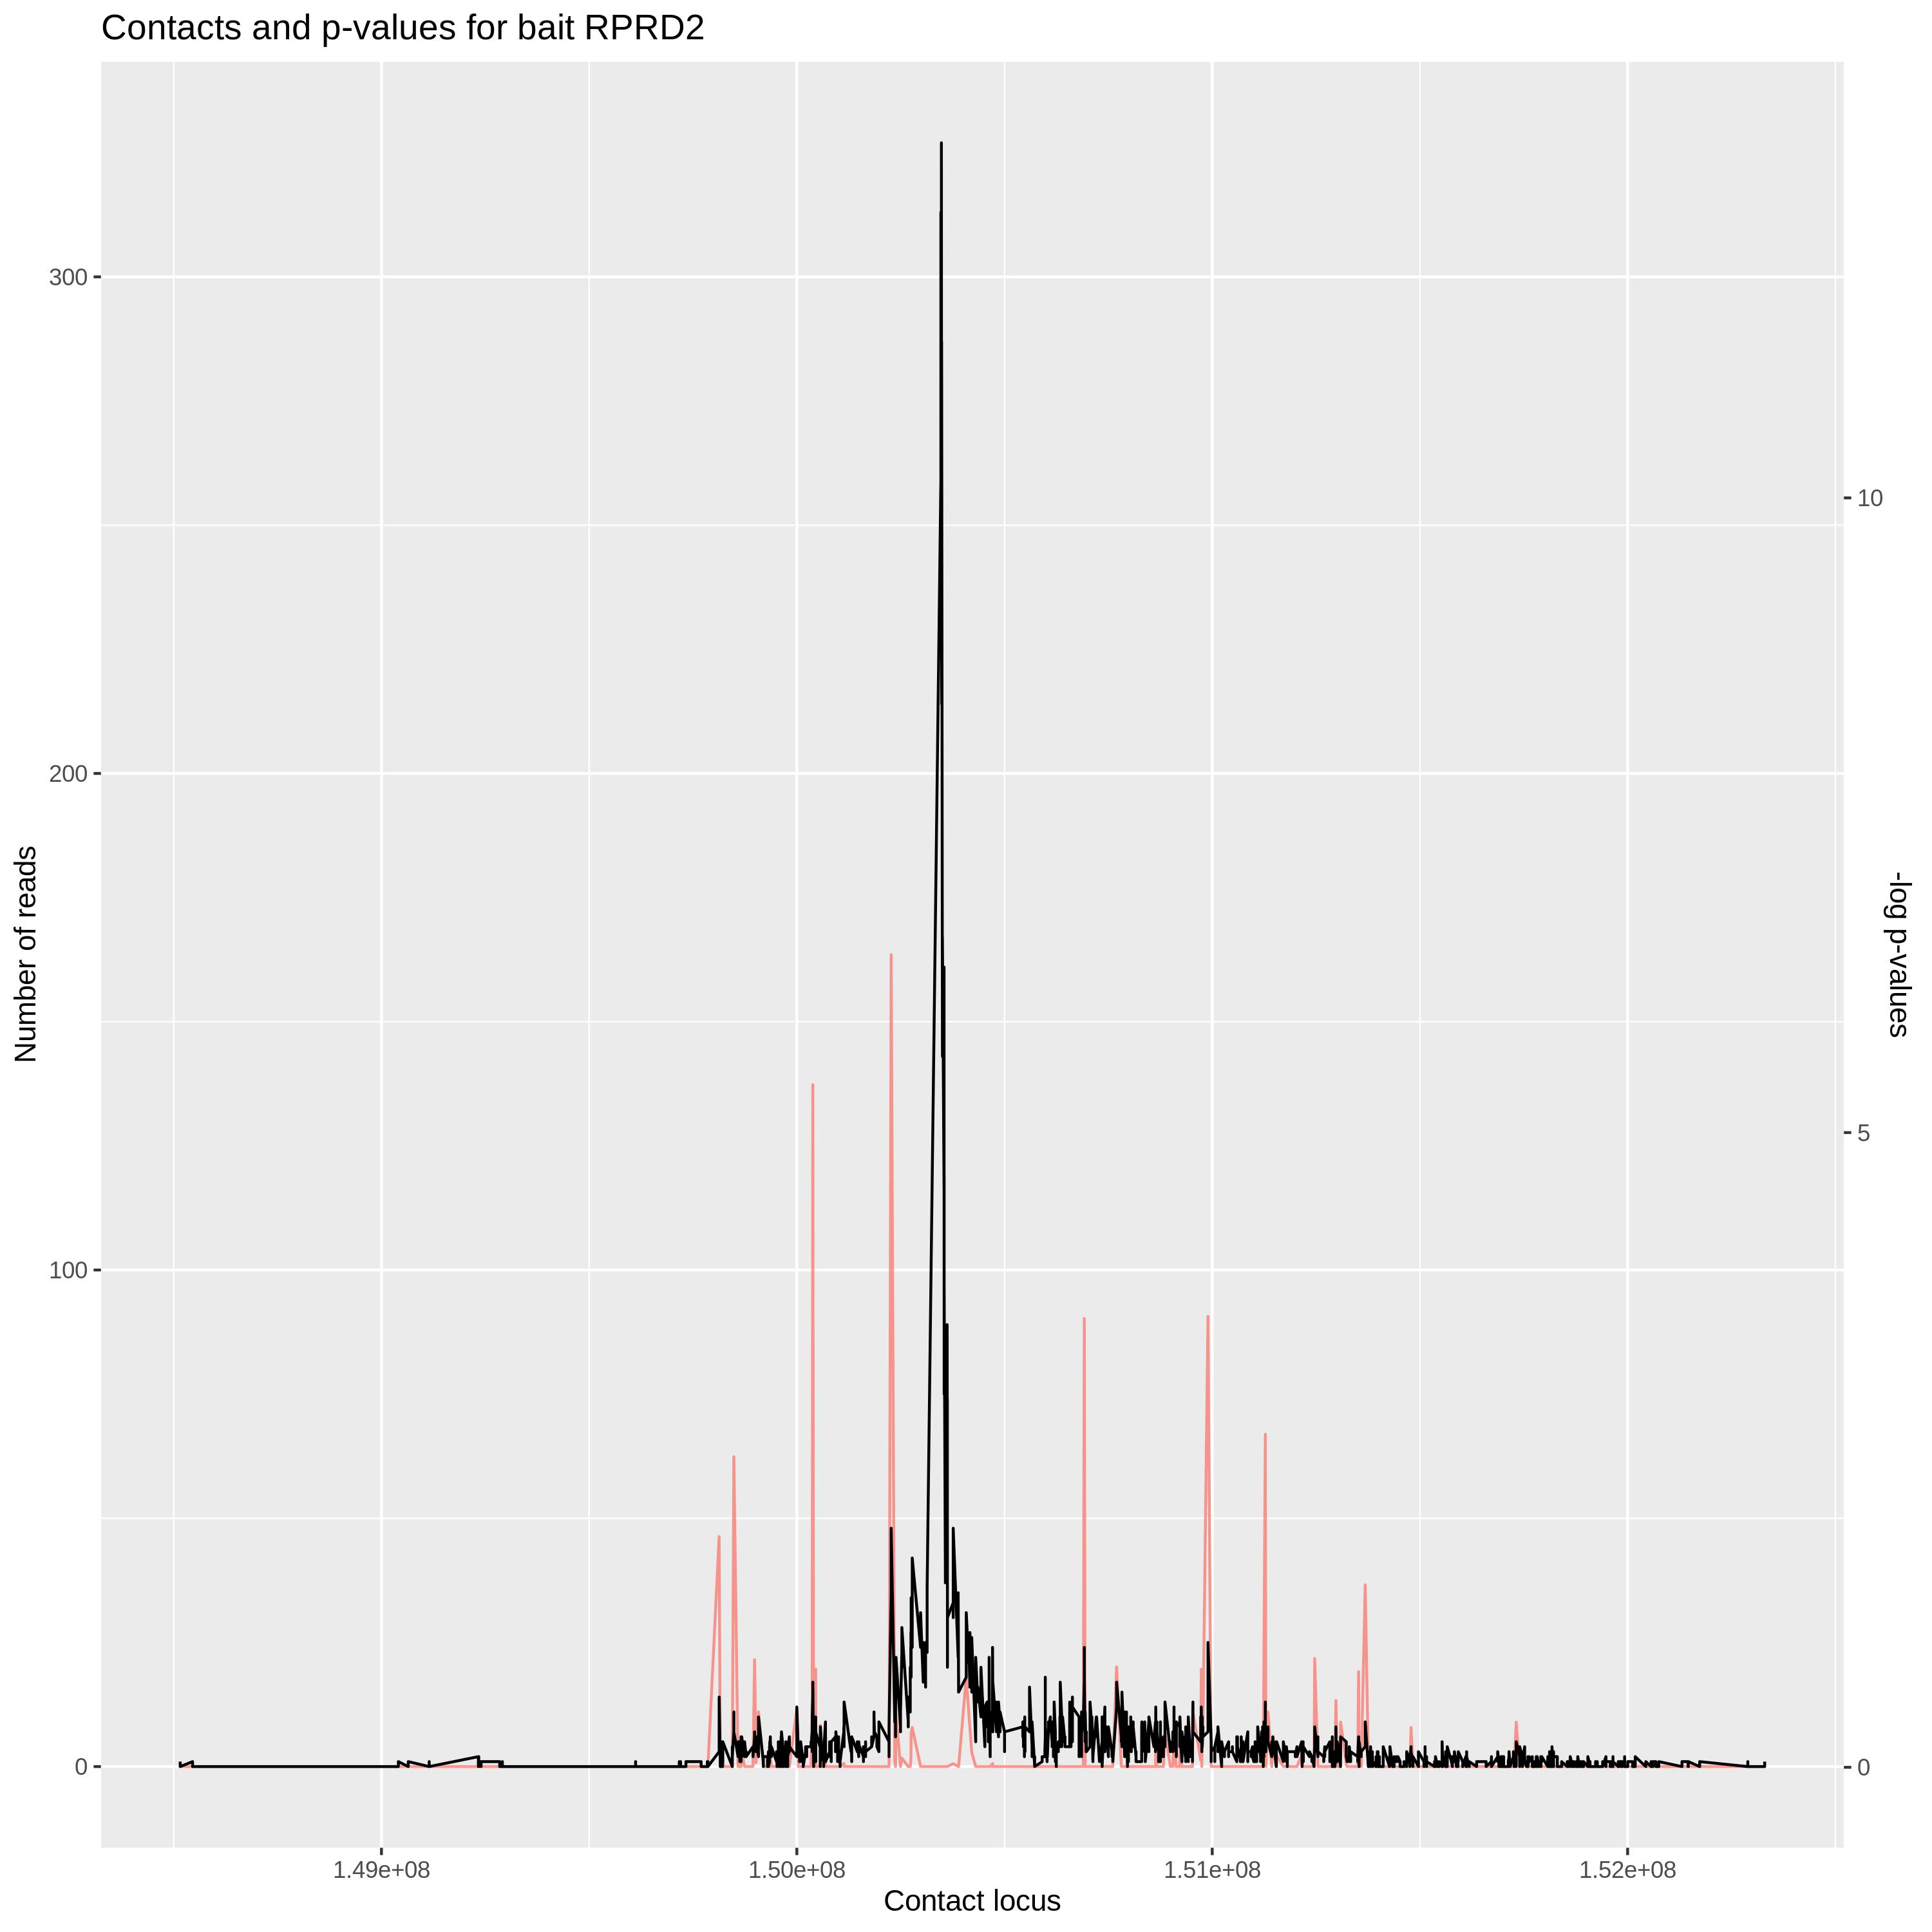 Contacts and p-values for bait RPRD2
300
200
100
0
Number of reads
10
5
0
-log p-values
1.49e+08
1.50e+08
1.51e+08
1.52e+08
Contact locus